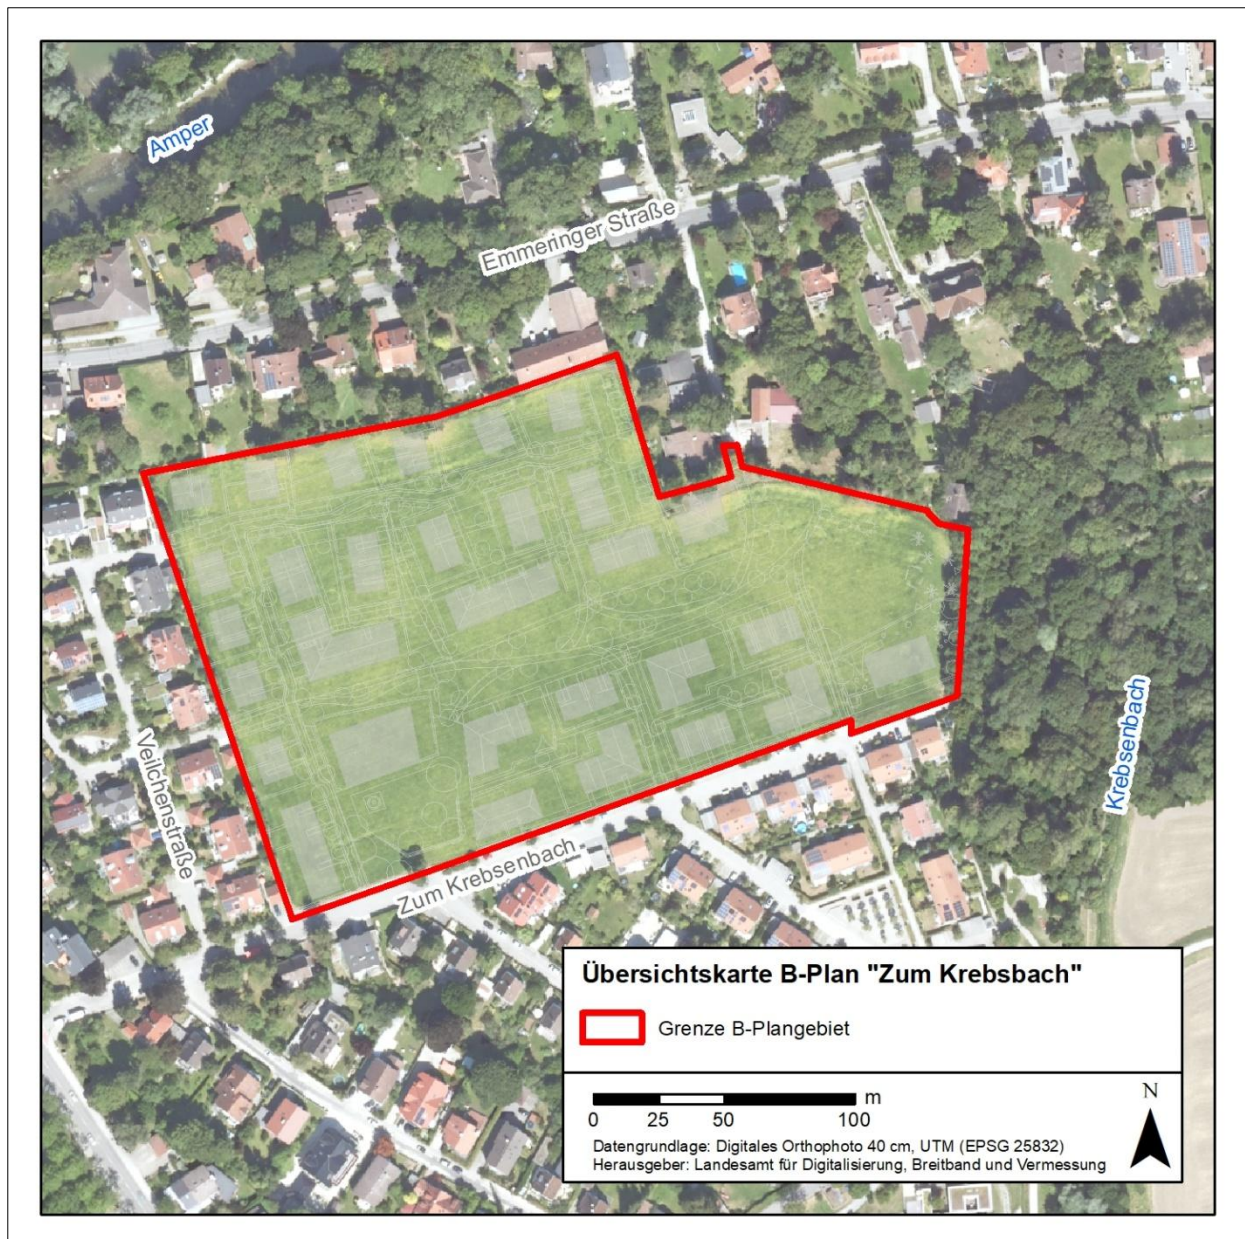 Amper
Emmeringer Straße
Krebsenbach
Veilchenstraße
Zum Krebsenbach
Übersichtskarte B-Plan "Zum Krebsbach"
Grenze B-Plangebiet
m
0 25 50 100
N
Datengrundlage: Digitales Orthophoto 40 cm, UTM (EPSG 25832)
Herausgeber: Landesamt für Digitalisierung, Breitband und Vermessung